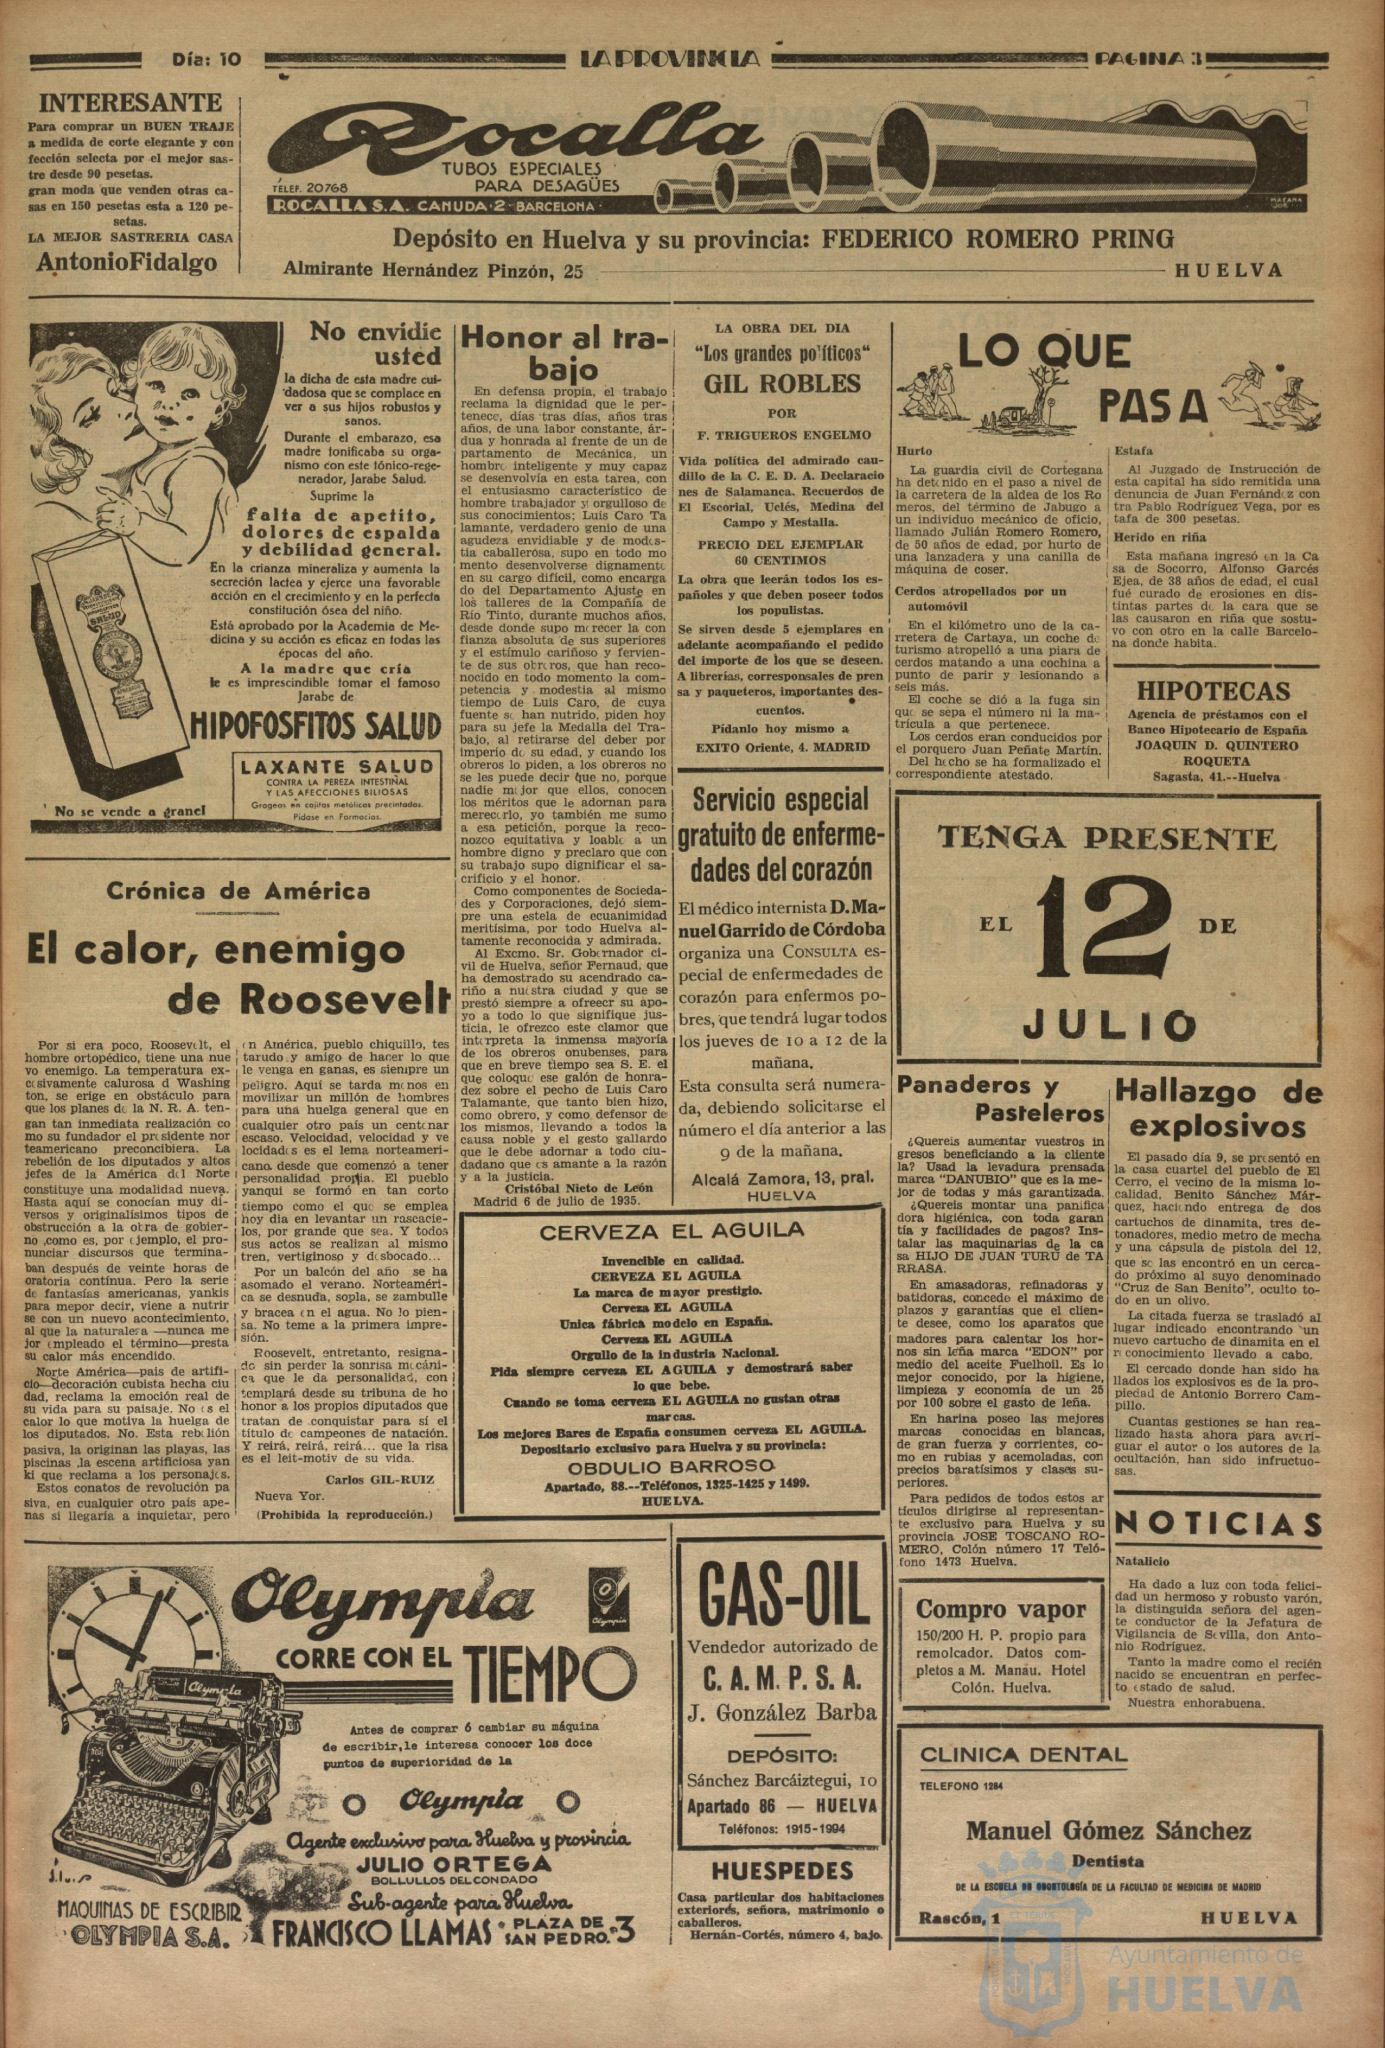 Día: 10
LA PROVINCIA
PAGINA 3
INTERESANTE
Para comprar un BUEN TRAJE
a medida de corte elegante y con
fección selecta por el mejor sas-
tre desde 90 pesetas.
gran moda que venden otras ca-
sas en 150 pesetas esta a 120 pe-
setas.
LA MEJOR SASTRERIA CASA
AntonioFidalgo
Rocalla
TUBOS ESPECIALES
PARA DESAGÜES
TÉLEF. 20768
ROCALLA S.A. CANUDA-2-BARCELONA
Depósito en Huelva y su provincia: FEDERICO ROMERO PRING
Almirante Hernández Pinzón, 25
HUELVA
No envidie
usted
la dicha de esta madre cui-
dadosa que se complace en
ver a sus hijos robustos y
sanos.
Durante el embarazo, esa
madre tonificaba su orga-
nismo con este tónico-rege-
nerador, Jarabe Salud.
Suprime la
falta de apetito,
dolores de espalda
y debilidad general.
En la crianza mineraliza y aumenta la
secreción lactea y ejerce una favorable
acción en el crecimiento y en la perfecta
constitución ósea del niño.
Está aprobado por la Academia de Me-
dicina y su acción es eficaz en todas las
épocas del año.
A la madre que cría
le es imprescindible tomar el famoso
Jarabe de
HIPOFOSFITOS SALUD
LAXANTE SALUD
CONTRA LA PEREZA INTESTINAL
Y LAS AFECCIONES BILIOSAS
Grageas en cajitas metálicas precintadas.
Pídase en Farmacias.
No se vende a granel
Crónica de América
El calor, enemigo
de Roosevelt
Por si era poco, Roosevelt, el
hombre ortopédico, tiene una nue
vo enemigo. La temperatura ex-
cesivamente calurosa d Washing
ton, se erige en obstáculo para
que los planes de la N. R. A. ten-
gan tan inmediata realización co
mo su fundador el presidente nor
teamericano preconcibiera. La
rebelión de los diputados y altos
jefes de la América del Norte
constituye una modalidad nueva.
Hasta aquí se conocían muy di-
versos y originalísimos tipos de
obstrucción a la obra de gobier-
no ,como es, por ejemplo, el pro-
nunciar discursos que termina-
ban después de veinte horas de
oratoria contínua. Pero la serie
de fantasías americanas, yankis
para mepor decir, viene a nutrir
se con un nuevo acontecimiento,
al que la naturalera —nunca me
jor empleado el término—presta
su calor más encendido.
Norte América—país de artifi-
cio—decoración cubista hecha ciu
dad, reclama la emoción real de
su vida para su paisaje. No es el
calor lo que motiva la huelga de
los diputados. No. Esta rebelión
pasiva, la originan las playas, las
piscinas ,la escena artificiosa yan
ki que reclama a los personajes.
Estos conatos de revolución pa
siva, en cualquier otro país ape-
nas si llegaría a inquietar, pero
en América, pueblo chiquillo, tes
tarudo y amigo de hacer lo que
le venga en ganas, es siempre un
peligro. Aquí se tarda menos en
movilizar un millón de hombres
para una huelga general que en
cualquier otro país un centenar
escaso. Velocidad, velocidad y ve
locidades es el lema norteameri-
cano desde que comenzó a tener
personalidad propia. El pueblo
yanqui se formó en tan corto
tiempo como el que se emplea
hoy día en levantar un rascacie-
los, por grande que sea. Y todos
sus actos se realizan al mismo
tren, vertiginoso y desbocado...
Por un balcón del año se ha
asomado el verano. Norteaméri-
ca se desnuda, sopla, se zambulle
y bracea en el agua. No lo pien-
sa. No teme a la primera impre-
sión.
Roosevelt, entretanto, resigna-
do sin perder la sonrisa mecáni-
ca que le da personalidad, con-
templará desde su tribuna de ho
honor a los propios diputados que
tratan de conquistar para sí el
título de campeones de natación.
Y reirá, reirá, reirá... que la risa
es el leit-motiv de su vida.
Carlos GIL-RUIZ
Nueva Yor.
(Prohibida la reproducción.)
Honor al tra-
bajo
En defensa propia, el trabajo
reclama la dignidad que le per-
tenece, días tras días, años tras
años, de una labor constante, ár-
dua y honrada al frente de un de
partamento de Mecánica, un
hombre inteligente y muy capaz
se desenvolvía en esta tarea, con
el entusiasmo característico de
hombre trabajador y orgulloso de
sus conocimientos; Luis Caro Ta
lamante, verdadero genio de una
agudeza envidiable y de modes-
tia caballerósa, supo en todo mo
mento desenvolverse dignamente
en su cargo difícil, como encarga
do del Departamento Ajuste en
los talleres de la Compañía de
Río Tinto, durante muchos años,
desde donde supo merecer la con
fianza absoluta de sus superiores
y el estímulo cariñoso y fervien-
te de sus obreros, que han reco-
nocido en todo momento la com-
petencia y modestia al mismo
tiempo de Luis Caro, de cuya
fuente se han nutrido, piden hoy
para su jefe la Medalla del Tra-
bajo, al retirarse del deber por
imperio de su edad, y cuando los
obreros lo piden, a los obreros no
se les puede decir que no, porque
nadie mejor que ellos, conocen
los méritos que le adornan para
merecerlo, yo también me sumo
a esa petición, porque la reco-
nozco equitativa y loable a un
hombre digno y preclaro que con
su trabajo supo dignificar el sa-
crificio y el honor.
Como componentes de Socieda-
des y Corporaciones, dejó siem-
pre una estela de ecuanimidad
meritísima, por todo Huelva al-
tamente reconocida y admirada.
Al Excmo. Sr. Gobernador ci-
vil de Huelva, señor Fernaud, que
ha demostrado su acendrado ca-
riño a nuestra ciudad y que se
prestó siempre a ofrecer su apo-
yo a todo lo que signifique jus-
ticia, le ofrezco este clamor que
interpreta la inmensa mayoría
de los obreros onubenses, para
que en breve tiempo sea S. E. el
que coloque ese galón de honra-
dez sobre el pecho de Luis Caro
Talamante, que tanto bien hizo,
como obrero, y como defensor de
los mismos, llevando a todos la
causa noble y el gesto gallardo
que le debe adornar a todo ciu-
dadano que es amante a la razón
y a la justicia.
Cristóbal Nieto de León
Madrid 6 de julio de 1935.
LA OBRA DEL DIA
"Los grandes políticos"
GIL ROBLES
POR
F. TRIGUEROS ENGELMO
Vida política del admirado cau-
dillo de la C. E. D. A. Declaracio
nes de Salamanca. Recuerdos de
El Escorial, Uclés, Medina del
Campo y Mestalla.
PRECIO DEL EJEMPLAR
60 CENTIMOS
La obra que leerán todos los es-
pañoles y que deben poseer todos
los populistas.
Se sirven desde 5 ejemplares en
adelante acompañando el pedido
del importe de los que se deseen.
A librerías, corresponsales de pren
sa y paqueteros, importantes des-
cuentos.
Pídanlo hoy mismo a
EXITO Oriente, 4. MADRID
Servicio especial
gratuito de enferme-
dades del corazón
El médico internista D. Ma-
nuel Garrido de Córdoba
organiza una CONSULTA es-
pecial de enfermedades de
corazón para enfermos po-
bres, que tendrá lugar todos
los jueves de 10 a 12 de la
mañana.
Esta consulta será numera-
da, debiendo solicitarse el
número el día anterior a las
9 de la mañana.
Alcalá Zamora, 13, pral.
HUELVA
CERVEZA EL AGUILA
Invencible en calidad.
CERVEZA EL AGUILA
La marca de mayor prestigio.
Cerveza EL AGUILA
Unica fábrica modelo en España.
Cerveza EL AGUILA
Orgullo de la industria Nacional.
Pida siempre cerveza EL AGUILA y demostrará saber
lo que bebe.
Cuando se toma cerveza EL AGUILA no gustan otras
marcas.
Los mejores Bares de España consumen cerveza EL AGUILA.
Depositario exclusivo para Huelva y su provincia:
OBDULIO BARROSO
Apartado, 88.--Teléfonos, 1325-1425 y 1499.
HUELVA.
LO QUE
PASA
Hurto
La guardia civil de Cortegana
ha detenido en el paso a nivel de
la carretera de la aldea de los Ro
meros, del término de Jabugo a
un individuo mecánico de oficio,
llamado Julián Romero Romero,
de 50 años de edad, por hurto de
una lanzadera y una canilla de
máquina de coser.
Cerdos atropellados por un
automóvil
En el kilómetro uno de la ca-
rretera de Cartaya, un coche de
turismo atropelló a una piara de
cerdos matando a una cochina a
punto de parir y lesionando a
seis más.
El coche se dió a la fuga sin
que se sepa el número ni la ma-
trícula a que pertenece.
Los cerdos eran conducidos por
el porquero Juan Peñate Martín.
Del hecho se ha formalizado el
correspondiente atestado.
Estafa
Al Juzgado de Instrucción de
esta capital ha sido remitida una
denuncia de Juan Fernández con
tra Pablo Rodríguez Vega, por es
tafa de 300 pesetas.
Herido en riña
Esta mañana ingresó en la Ca
sa de Socorro, Alfonso Garcés
Ejea, de 38 años de edad, el cual
fué curado de erosiones en dis-
tintas partes de la cara que se
las causaron en riña que sostu-
vo con otro en la calle Barcelo-
na donde habita.
HIPOTECAS
Agencia de préstamos con el
Banco Hipotecario de España
JOAQUIN D. QUINTERO
ROQUETA
Sagasta, 41.--Huelva
TENGA PRESENTE
EL 12 DE
JULIO
Panaderos y
Pasteleros
¿Quereis aumentar vuestros in
gresos beneficiando a la cliente
la? Usad la levadura prensada
marca "DANUBIO" que es la me-
jor de todas y más garantizada.
¿Quereis montar una panifica
dora higiénica, con toda garan
tía y facilidades de pago? Ins-
talar las maquinarias de la ca
sa HIJO DE JUAN TURU de TA
RRASA.
En amasadoras, refinadoras y
batidoras, concedo el máximo de
plazos y garantías que el clien-
te desee, como los aparatos que
madores para calentar los hor-
nos sin leña marca "EDON" por
medio del aceite Fuelhoil. Es lo
mejor conocido, por la higiene,
limpieza y economía de un 25
por 100 sobre el gasto de leña.
En harina poseo las mejores
marcas conocidas en blancas,
de gran fuerza y corrientes, co-
mo en rubias y acemoladas, con
precios baratísimos y clases su-
periores.
Para pedidos de todos estos ar
tículos dirigirse al representan-
te exclusivo para Huelva y su
provincia JOSE TOSCANO RO-
MERO, Colón número 17 Telé-
fono 1473 Huelva.
Hallazgo de
explosivos
El pasado día 9, se presentó en
la casa cuartel del pueblo de El
Cerro, el vecino de la misma lo-
calidad, Benito Sánchez Már-
quez, haciendo entrega de dos
cartuchos de dinamita, tres de-
tonadores, medio metro de mecha
y una cápsula de pistola del 12,
que se las encontró en un cerca-
do próximo al suyo denominado
"Cruz de San Benito", oculto to-
do en un olivo.
La citada fuerza se trasladó al
lugar indicado encontrando un
nuevo cartucho de dinamita en el
reconocimiento llevado a cabo.
El cercado donde han sido ha
llados los explosivos es de la pro-
piedad de Antonio Borrero Cam-
pillo.
Cuantas gestiones se han rea-
lizado hasta ahora para averi-
guar el autor o los autores de la
ocultación, han sido infructuo-
sas.
NOTICIAS
Natalicio
Ha dado a luz con toda felici-
dad un hermoso y robusto varón,
la distinguida señora del agen-
te conductor de la Jefatura de
Vigilancia de Sevilla, don Anto-
nio Rodríguez.
Tanto la madre como el recién
nacido se encuentran en perfec-
to estado de salud.
Nuestra enhorabuena.
Compro vapor
150/200 H. P. propio para
remolcador. Datos com-
pletos a M. Manau. Hotel
Colón. Huelva.
Olympia
CORRE CON EL TIEMPO
Antes de comprar ó cambiar su máquina
de escribir, le interesa conocer los doce
puntos de superioridad de la
Olympia
Agente exclusivo para Huelva y provincia
JULIO ORTEGA
BOLLULLOS DEL CONDADO
Sub-agente para Huelva
FRANCISCO LLAMAS · PLAZA DE
SAN PEDRO.-3
MAQUINAS DE ESCRIBIR
OLYMPIA S.A.
GAS-OIL
Vendedor autorizado de
C. A. M. P. S. A.
J. González Barba
DEPÓSITO:
Sánchez Barcáiztegui, 10
Apartado 86 — HUELVA
Teléfonos: 1915-1994
HUESPEDES
Casa particular dos habitaciones
exteriores, señora, matrimonio o
caballeros.
Hernán-Cortés, número 4, bajo.
CLINICA DENTAL
TELEFONO 1284
Manuel Gómez Sánchez
Dentista
DE LA ESCUELA DE ODONTOLOGÍA DE LA FACULTAD DE MEDICINA DE MADRID
Rascón, 1
HUELVA
Ayuntamiento de
HUELVA